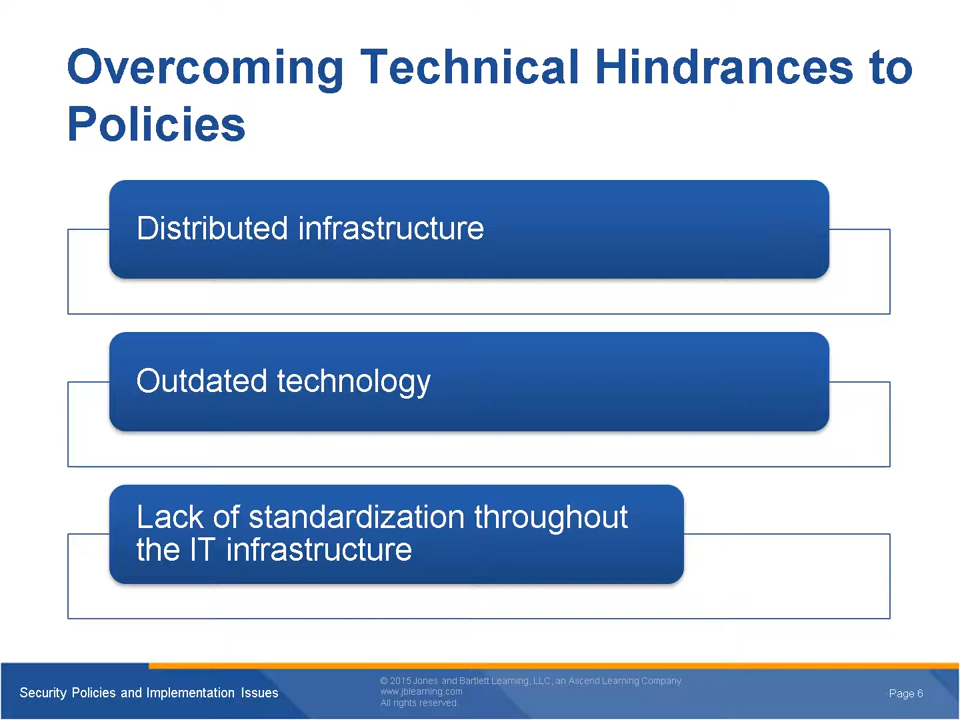 Overcoming Technical Hindrances to
Policies
Distributed infrastructure
Outdated technology
Lack of standardization throughout
the IT infrastructure
Security Policies and Implementation Issues
© 2015 Jones and Bartlett Learning, LLC, an Ascend Learning Company
www.jblearning.com
All rights reserved.
Page 6